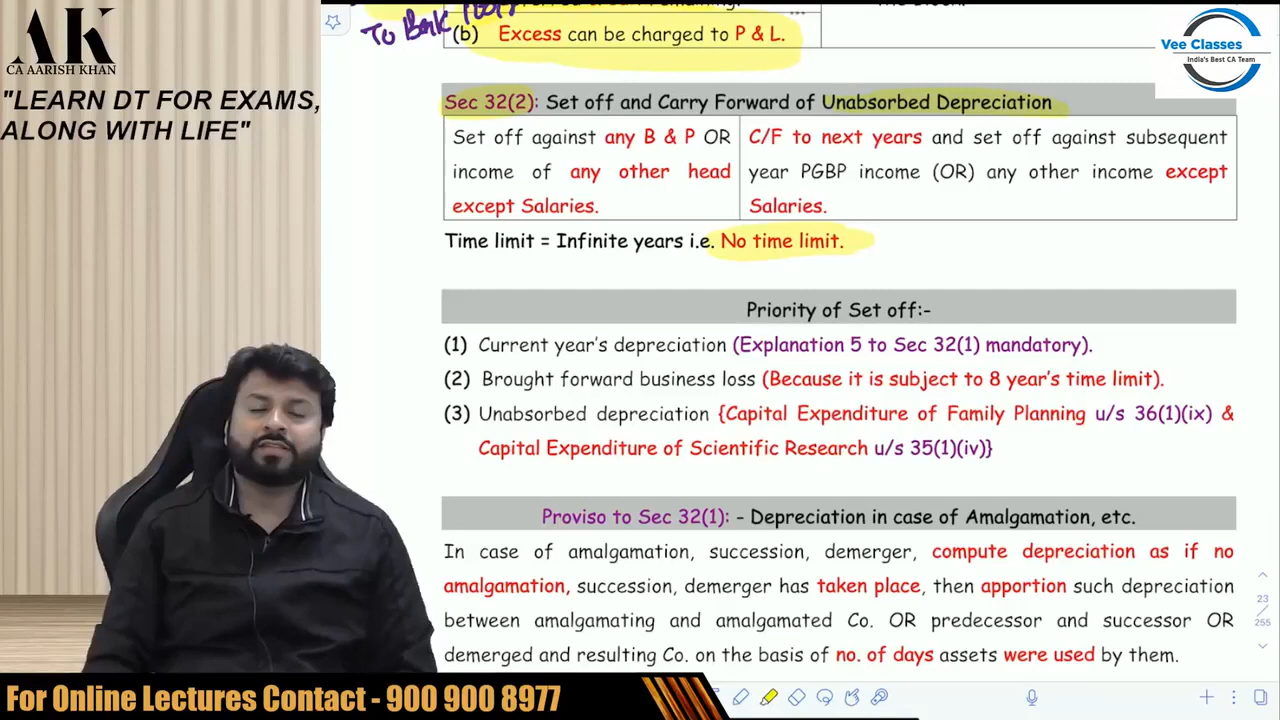 AK
CA AARISH KHAN
"LEARN DT FOR EXAMS,
ALONG WITH LIFE"
To Bank
(b) Excess can be charged to P & L.
Vee Classes
India's Best CA Team
Sec 32(2): Set off and Carry Forward of Unabsorbed Depreciation
Set off against any B & P OR
income of any other head
except Salaries.
C/F to next years and set off against subsequent
year PGBP income (OR) any other income except
Salaries.
Time limit = Infinite years i.e. No time limit.
Priority of Set off:-
(1) Current year's depreciation (Explanation 5 to Sec 32(1) mandatory).
(2) Brought forward business loss (Because it is subject to 8 year's time limit).
(3) Unabsorbed depreciation {Capital Expenditure of Family Planning u/s 36(1)(ix) &
Capital Expenditure of Scientific Research u/s 35(1)(iv)}
Proviso to Sec 32(1): - Depreciation in case of Amalgamation, etc.
In case of amalgamation, succession, demerger, compute depreciation as if no
amalgamation, succession, demerger has taken place, then apportion such depreciation
between amalgamating and amalgamated Co. OR predecessor and successor OR
demerged and resulting Co. on the basis of no. of days assets were used by them.
23
255
For Online Lectures Contact - 900 900 8977